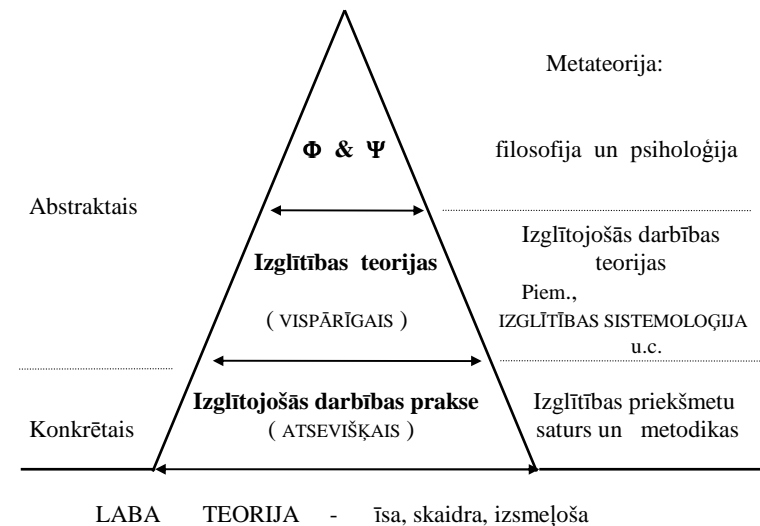 Metateorija:
Φ & Ψ
filosofija un psiholoģija
Abstraktais
Izglītojošās darbības
teorijas
Izglītības teorijas
Piem.,
( VISPĀRĪGAIS )
IZGLĪTĪBAS SISTEMOLOĢIJA
u.c.
Izglītojošās darbības prakse
Izglītības priekšmetu
Konkrētais
( ATSEVIŠĶAIS )
saturs un metodikas
LABA TEORIJA - īsa, skaidra, izsmeļoša